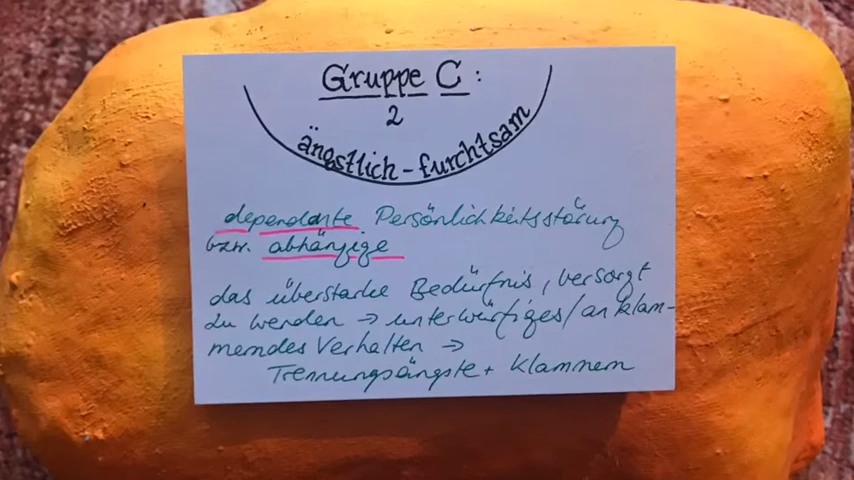 Gruppe C:
2
ängstlich-furchtsam
dependante Persönlichkeitsstörung
bzw. abhängige
das überstarke Bedürfnis, versorgt
zu werden → unterwürfiges/anklam-
merndes Verhalten →
Trennungsängste + Klammern